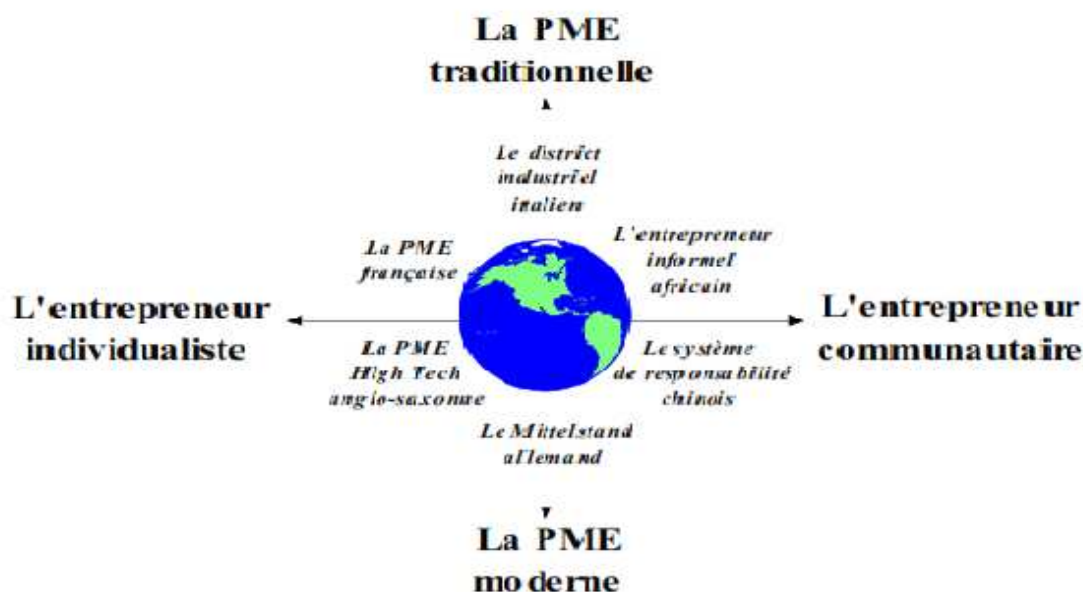 La PME
traditionnelle
Le district
industriel
italien
La PME
française
L'entrepreneur
informel
africain
L'entrepreneur
individualiste
L'entrepreneur
communautaire
La PME
High Tech
anglo-saxonne
Le système
de responsabilité
chinois
Le Mittelstand
allemand
La PME
moderne